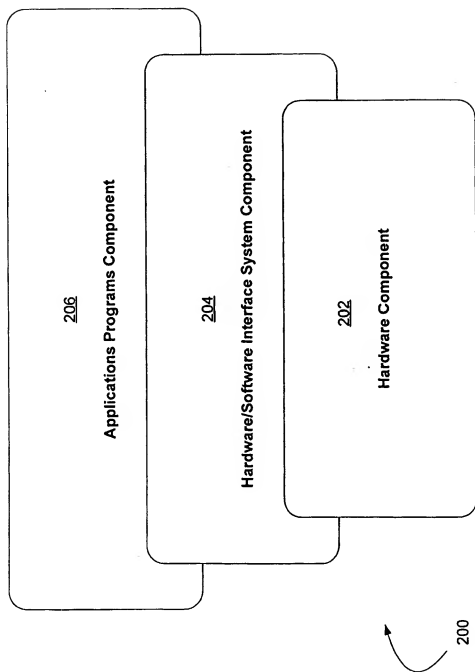 206
Applications Programs Component
204
Hardware/Software Interface System Component
202
Hardware Component
200